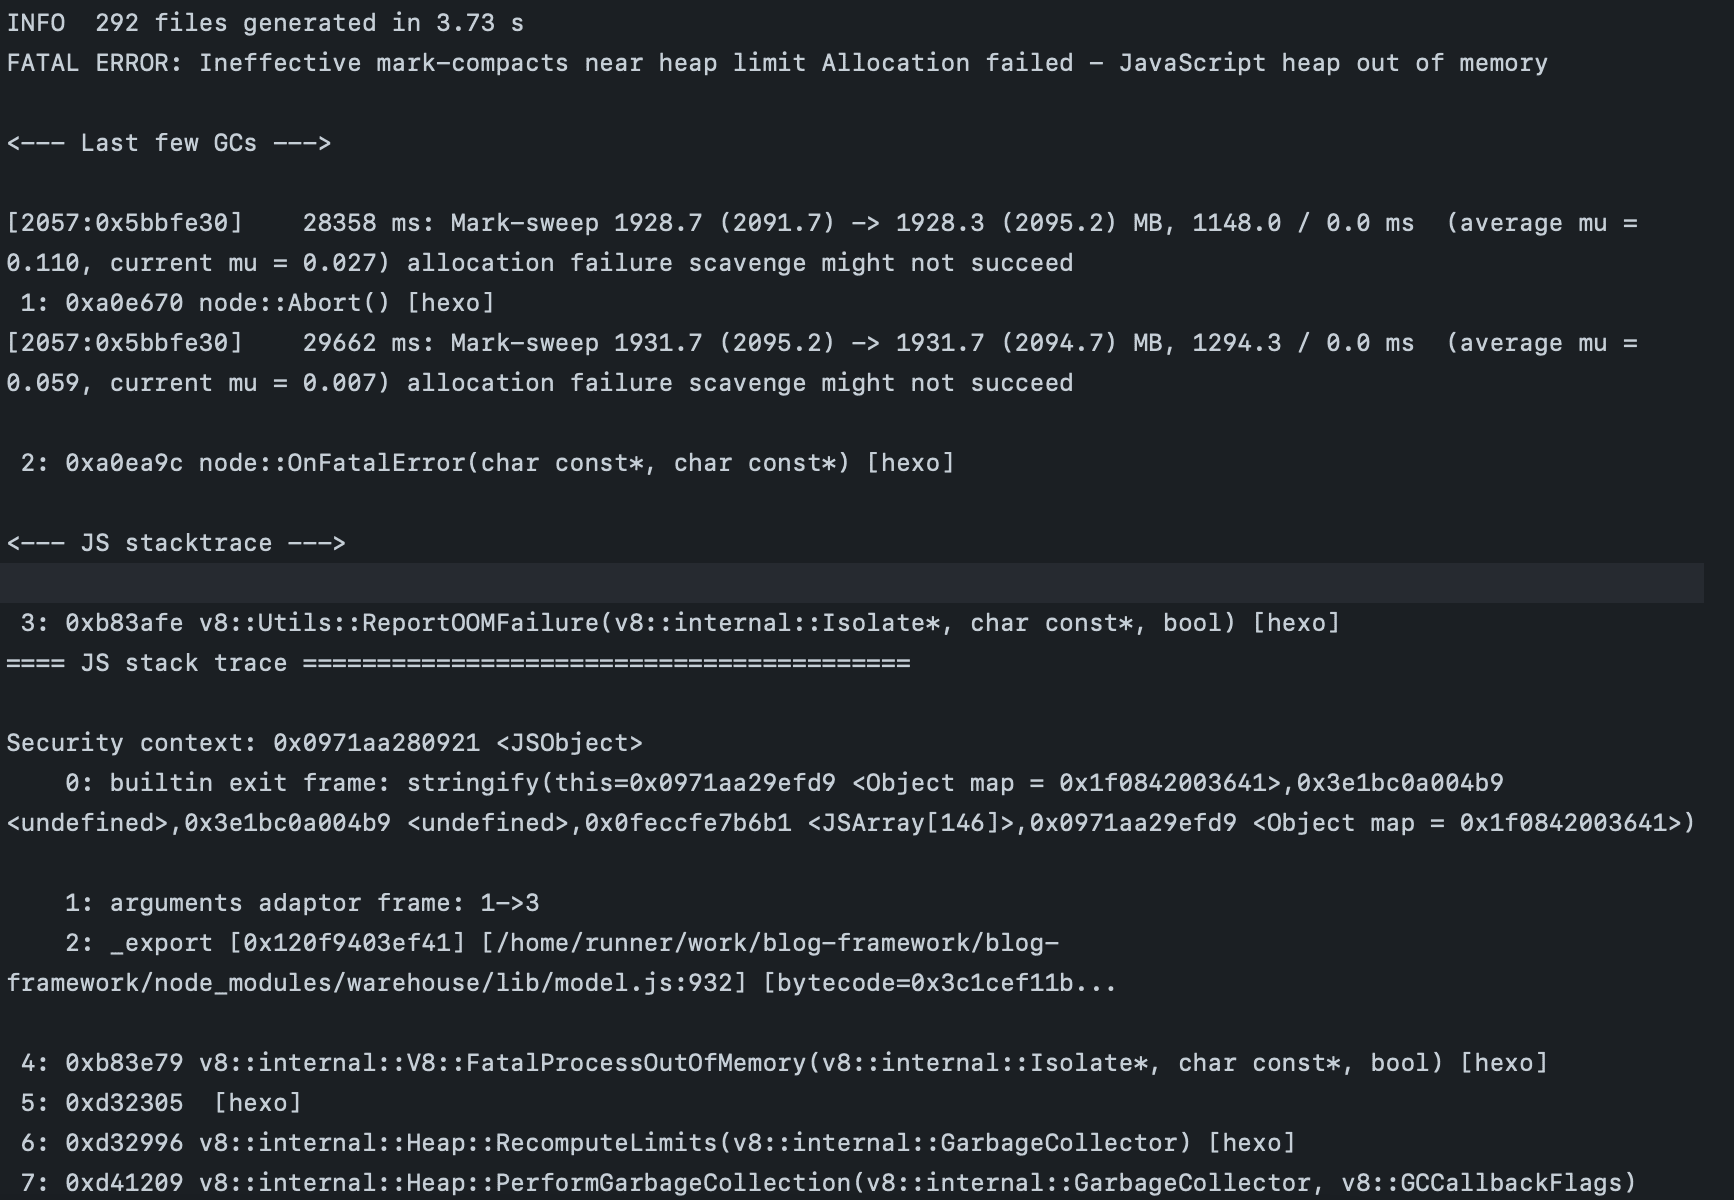 INFO  292 files generated in 3.73 s
FATAL ERROR: Ineffective mark-compacts near heap limit Allocation failed - JavaScript heap out of memory
<--- Last few GCs --->
[2057:0x5bbfe30]    28358 ms: Mark-sweep 1928.7 (2091.7) -> 1928.3 (2095.2) MB, 1148.0 / 0.0 ms  (average mu =
0.110, current mu = 0.027) allocation failure scavenge might not succeed
 1: 0xa0e670 node::Abort() [hexo]
[2057:0x5bbfe30]    29662 ms: Mark-sweep 1931.7 (2095.2) -> 1931.7 (2094.7) MB, 1294.3 / 0.0 ms  (average mu =
0.059, current mu = 0.007) allocation failure scavenge might not succeed
 2: 0xa0ea9c node::OnFatalError(char const*, char const*) [hexo]
<--- JS stacktrace --->
 3: 0xb83afe v8::Utils::ReportOOMFailure(v8::internal::Isolate*, char const*, bool) [hexo]
==== JS stack trace =========================================
Security context: 0x0971aa280921 <JSObject>
    0: builtin exit frame: stringify(this=0x0971aa29efd9 <Object map = 0x1f0842003641>,0x3e1bc0a004b9
<undefined>,0x3e1bc0a004b9 <undefined>,0x0feccfe7b6b1 <JSArray[146]>,0x0971aa29efd9 <Object map = 0x1f0842003641>)
    1: arguments adaptor frame: 1->3
    2: _export [0x120f9403ef41] [/home/runner/work/blog-framework/blog-
framework/node_modules/warehouse/lib/model.js:932] [bytecode=0x3c1cef11b...
 4: 0xb83e79 v8::internal::V8::FatalProcessOutOfMemory(v8::internal::Isolate*, char const*, bool) [hexo]
 5: 0xd32305  [hexo]
 6: 0xd32996 v8::internal::Heap::RecomputeLimits(v8::internal::GarbageCollector) [hexo]
 7: 0xd41209 v8::internal::Heap::PerformGarbageCollection(v8::internal::GarbageCollector, v8::GCCallbackFlags)